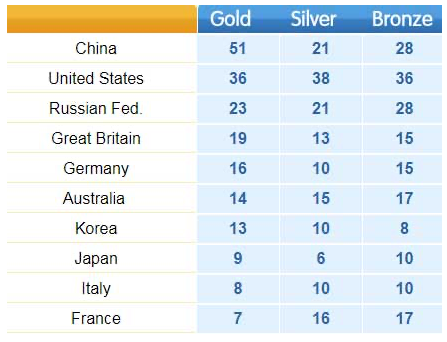 Gold Silver Bronze
China 51 21 28
United States 36 38 36
Russian Fed. 23 21 28
Great Britain 19 13 15
Germany 16 10 15
Australia 14 15 17
Korea 13 10 8
Japan 9 6 10
Italy 8 10 10
France 7 16 17